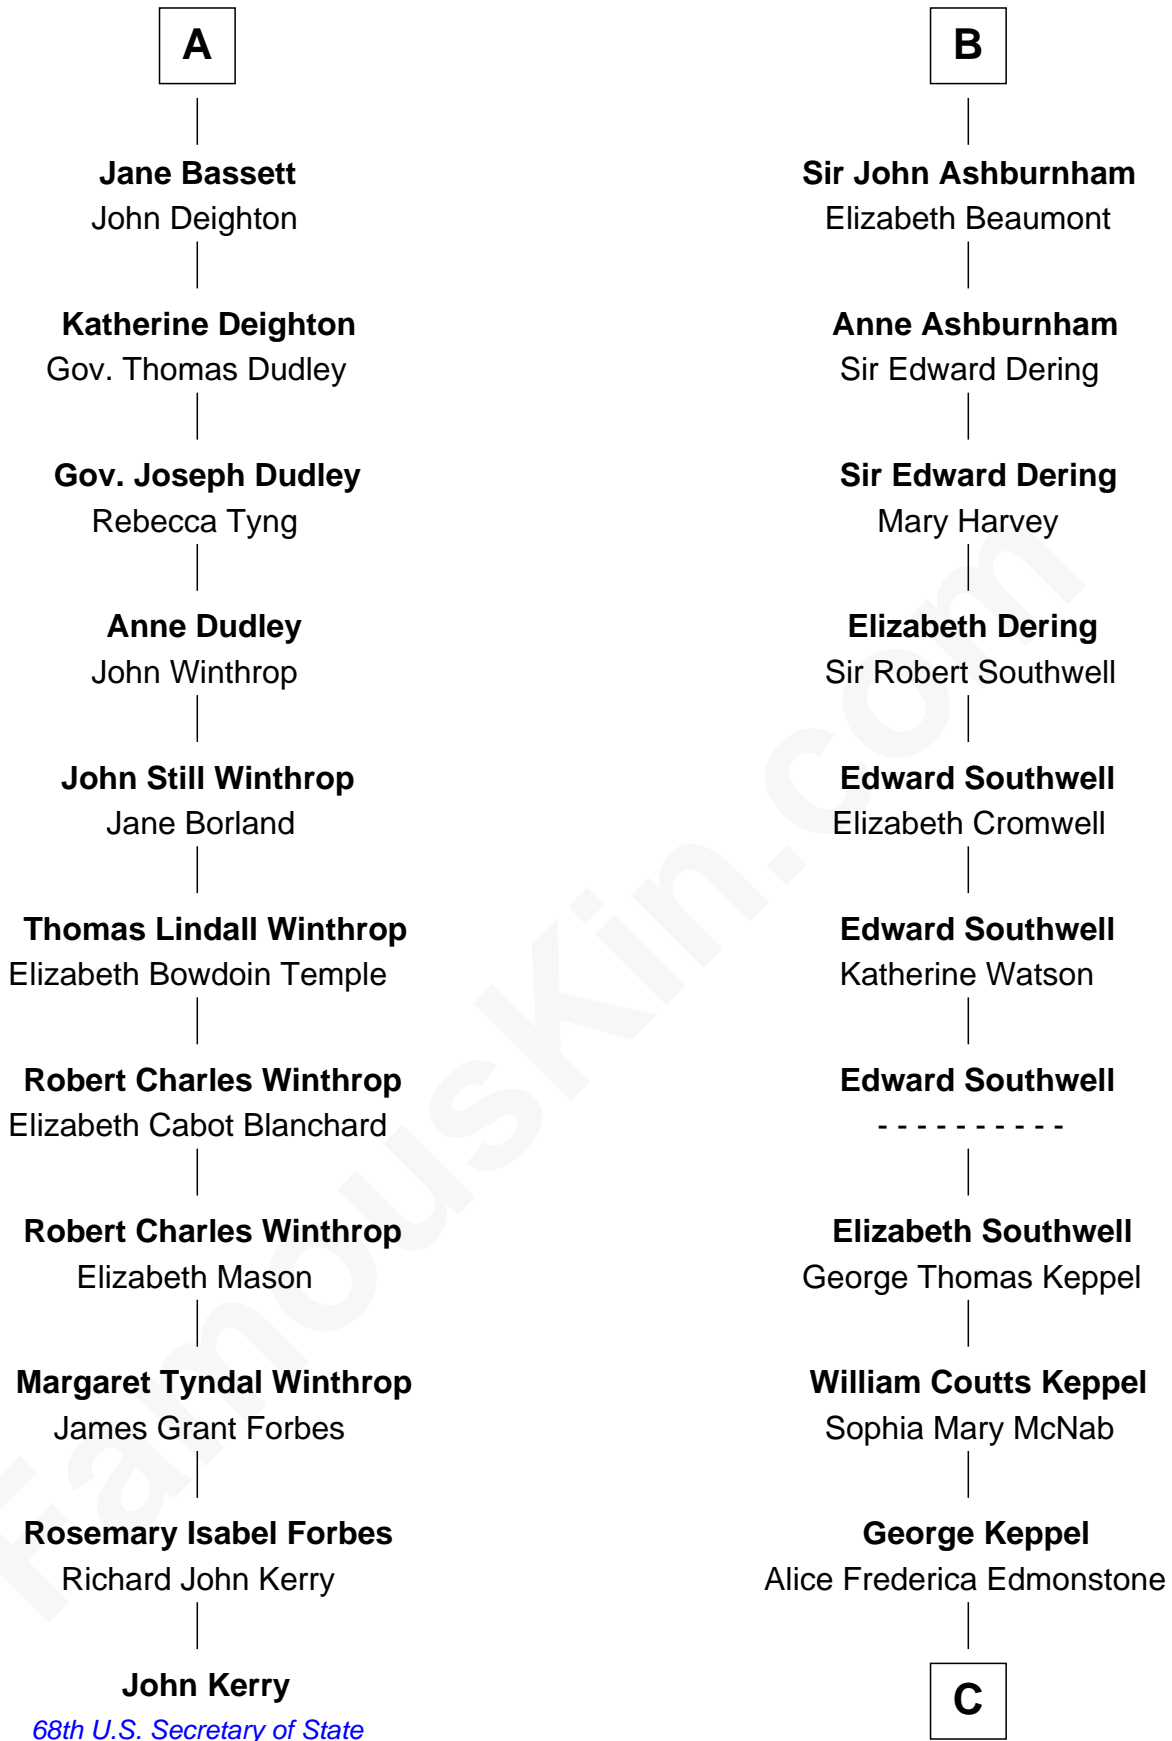 A
Jane Bassett
John Deighton
Katherine Deighton
Gov. Thomas Dudley
Gov. Joseph Dudley
Rebecca Tyng
Anne Dudley
John Winthrop
John Still Winthrop
Jane Borland
Thomas Lindall Winthrop
Elizabeth Bowdoin Temple
Robert Charles Winthrop
Elizabeth Cabot Blanchard
Robert Charles Winthrop
Elizabeth Mason
Margaret Tyndal Winthrop
James Grant Forbes
Rosemary Isabel Forbes
Richard John Kerry
John Kerry
68th U.S. Secretary of State
B
Sir John Ashburnham
Elizabeth Beaumont
Anne Ashburnham
Sir Edward Dering
Sir Edward Dering
Mary Harvey
Elizabeth Dering
Sir Robert Southwell
Edward Southwell
Elizabeth Cromwell
Edward Southwell
Katherine Watson
Edward Southwell
- - - - - - - - - -
Elizabeth Southwell
George Thomas Keppel
William Coutts Keppel
Sophia Mary McNab
George Keppel
Alice Frederica Edmonstone
C
FamousKin.com